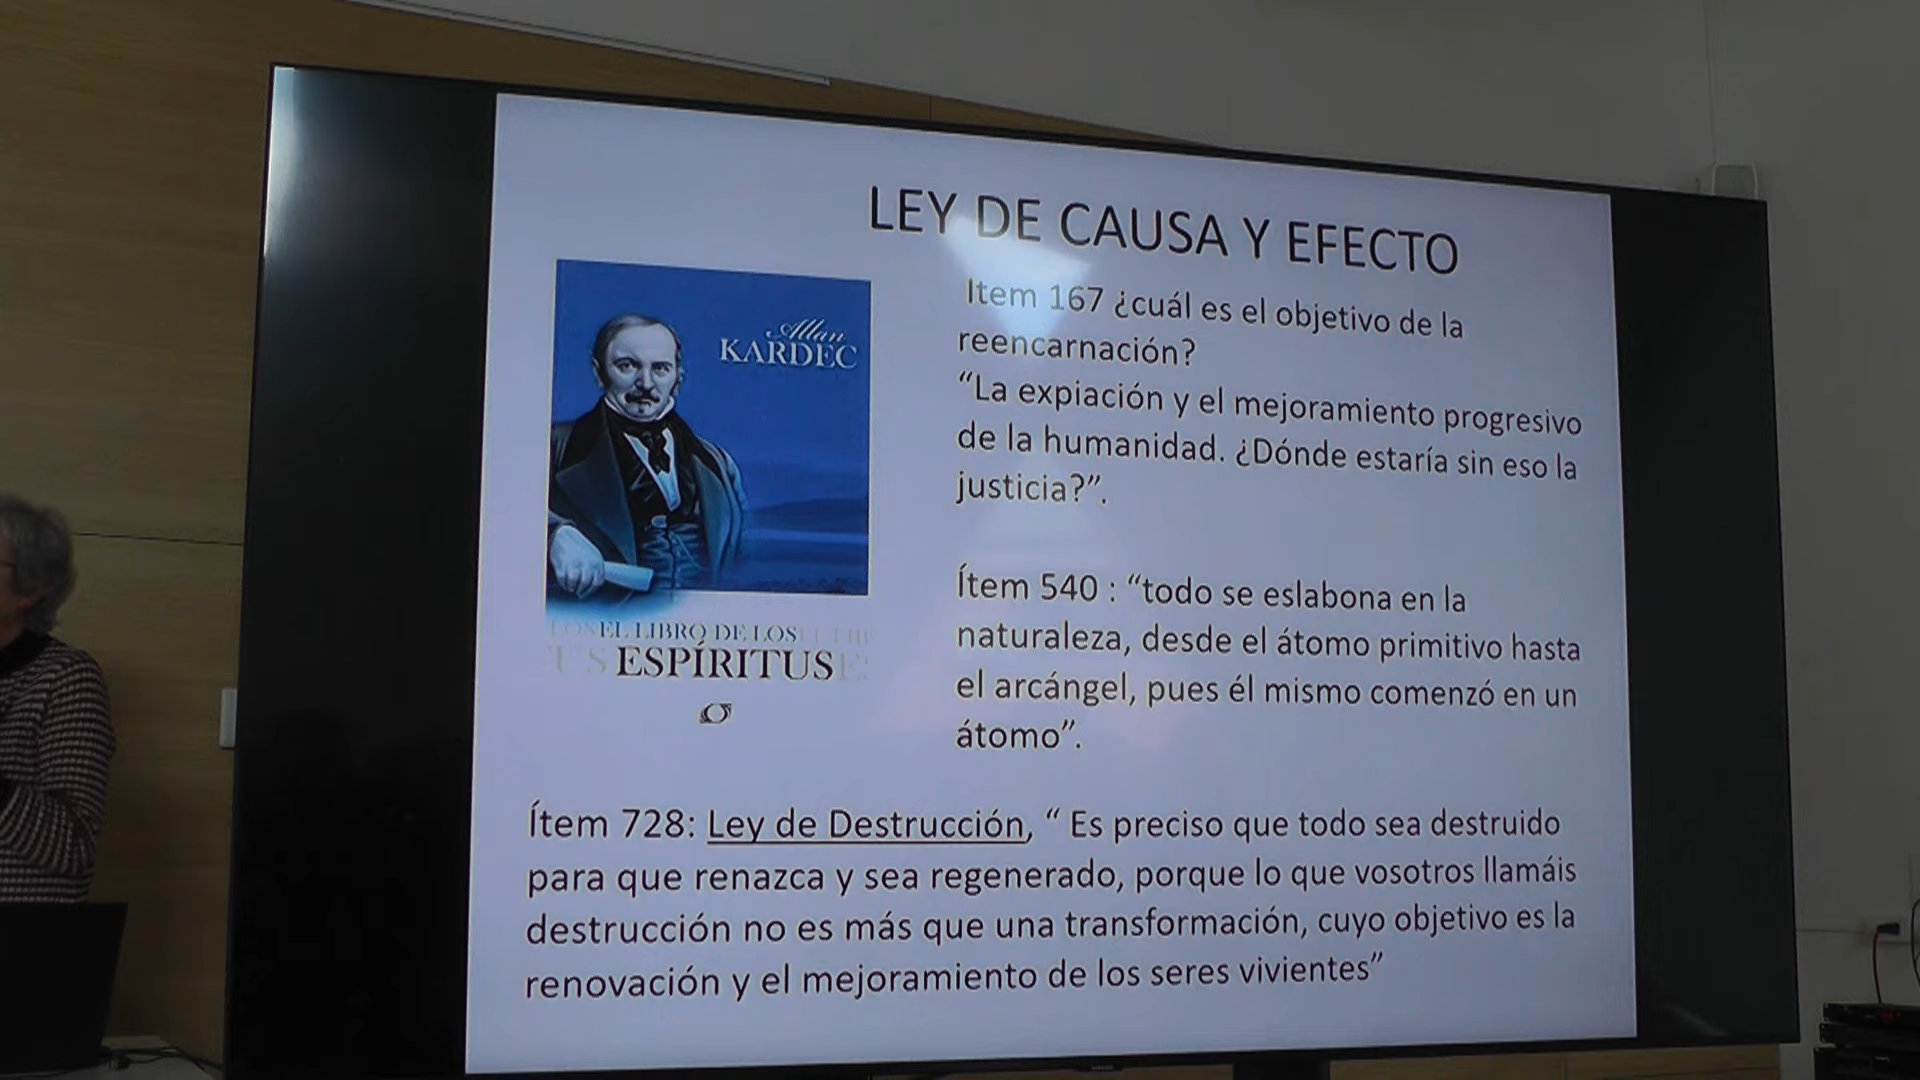 LEY DE CAUSA Y EFECTO
Allan
KARDEC
EL LIBRO DE LOS
ESPÍRITUS
Item 167 ¿cuál es el objetivo de la
reencarnación?
“La expiación y el mejoramiento progresivo
de la humanidad. ¿Dónde estaría sin eso la
justicia?”.
Ítem 540 : “todo se eslabona en la
naturaleza, desde el átomo primitivo hasta
el arcángel, pues él mismo comenzó en un
átomo”.
Ítem 728: Ley de Destrucción, “ Es preciso que todo sea destruido
para que renazca y sea regenerado, porque lo que vosotros llamáis
destrucción no es más que una transformación, cuyo objetivo es la
renovación y el mejoramiento de los seres vivientes”